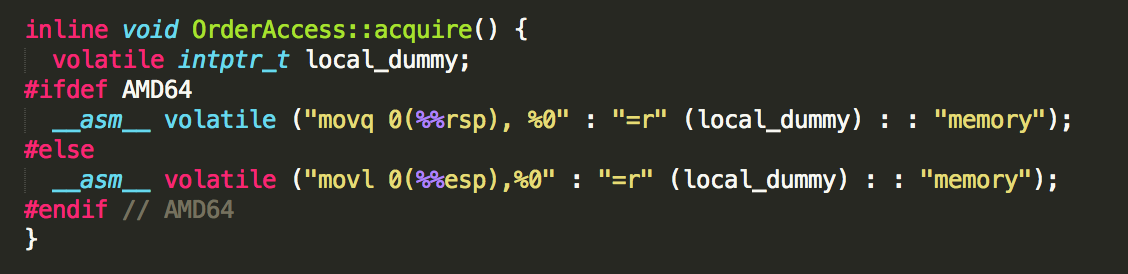 inline void OrderAccess::acquire() {
  volatile intptr_t local_dummy;
#ifdef AMD64
  __asm__ volatile ("movq 0(%%rsp), %0" : "=r" (local_dummy) : : "memory");
#else
  __asm__ volatile ("movl 0(%%esp),%0" : "=r" (local_dummy) : : "memory");
#endif // AMD64
}